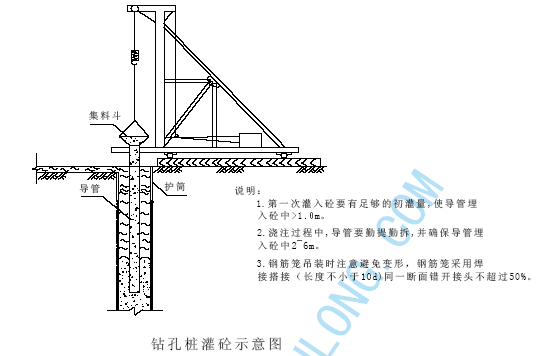 集料斗
导管
护筒
说明：
1.第一次灌入砼要有足够的初灌量,使导管埋
入砼中>1.0m。
2.浇注过程中,导管要勤提勤拆,并确保导管埋
入砼中2~6m。
3.钢筋笼吊装时注意避免变形，钢筋笼采用焊
接搭接（长度不小于10d)同一断面错开接头不超过50%。
钻孔桩灌砼示意图
ULONG.COM